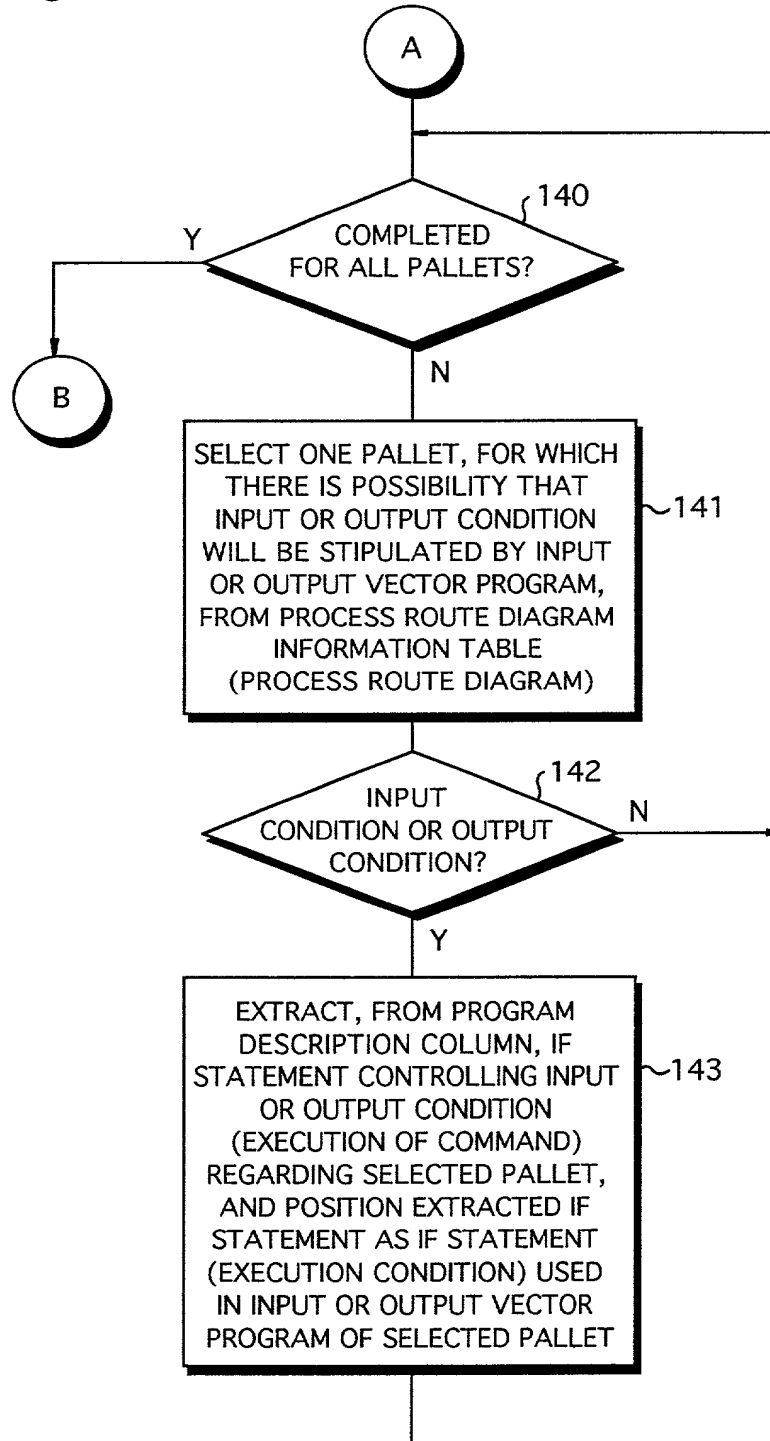 A
140
Y
COMPLETED
FOR ALL PALLETS?
B
N
SELECT ONE PALLET, FOR WHICH
THERE IS POSSIBILITY THAT
INPUT OR OUTPUT CONDITION
WILL BE STIPULATED BY INPUT
OR OUTPUT VECTOR PROGRAM,
FROM PROCESS ROUTE DIAGRAM
INFORMATION TABLE
(PROCESS ROUTE DIAGRAM)
141
142
INPUT
CONDITION OR OUTPUT
CONDITION?
N
Y
EXTRACT, FROM PROGRAM
DESCRIPTION COLUMN, IF
STATEMENT CONTROLLING INPUT
OR OUTPUT CONDITION
(EXECUTION OF COMMAND)
REGARDING SELECTED PALLET,
AND POSITION EXTRACTED IF
STATEMENT AS IF STATEMENT
(EXECUTION CONDITION) USED
IN INPUT OR OUTPUT VECTOR
PROGRAM OF SELECTED PALLET
143